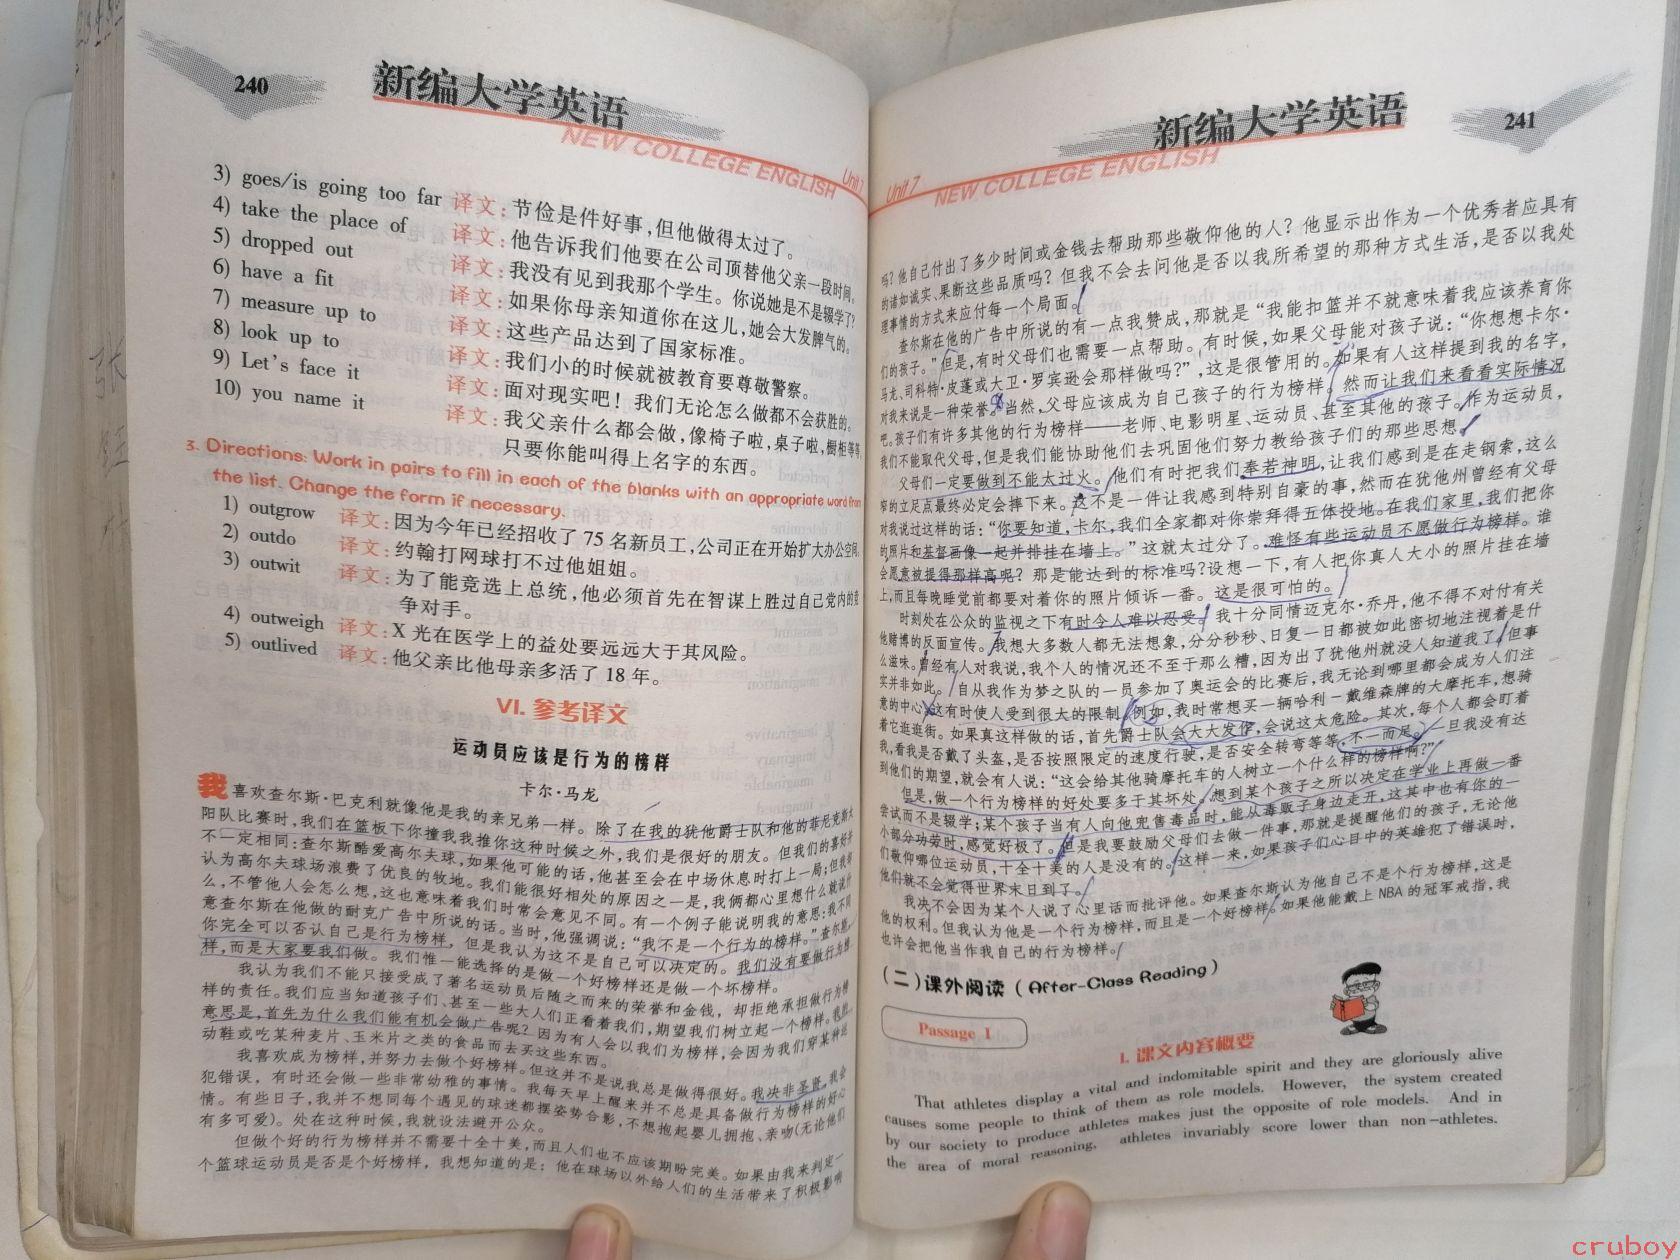 240
新编大学英语
NEW COLLEGE ENGLISH
Unit 7
3) goes/is going too far 译文:节俭是件好事,但他做得太过了。
4) take the place of 译文:他告诉我们他要在公司顶替他父亲一段时间。
5) dropped out 译文:我没有见到我那个学生。你说她是不是辍学了?
6) have a fit 译文:如果你母亲知道你在这儿,她会大发脾气的。
7) measure up to 译文:这些产品达到了国家标准。
8) look up to 译文:我们小的时候就被教育要尊敬警察。
9) Let's face it 译文:面对现实吧!我们无论怎么做都不会获胜的。
10) you name it 译文:我父亲什么都会做,像椅子啦,桌子啦,橱柜等等,
只要你能叫得上名字的东西。
3. Directions: Work in pairs to fill in each of the blanks with an appropriate word from
the list. Change the form if necessary.
1) outgrow 译文:因为今年已经招收了 75 名新员工,公司正在开始扩大办公空间。
2) outdo 译文:约翰打网球打不过他姐姐。
3) outwit 译文:为了能竞选上总统,他必须首先在智谋上胜过自己党内的竞
争对手。
4) outweigh 译文:X 光在医学上的益处要远远大于其风险。
5) outlived 译文:他父亲比他母亲多活了 18 年。
VI. 参考译文
运动员应该是行为的榜样
卡尔·马龙
我喜欢查尔斯·巴克利就像他是我的亲兄弟一样。除了在我的犹他爵士队和他的菲尼克斯太
阳队比赛时,我们在篮板下你撞我我推你这种时候之外,我们是很好的朋友。但我们的喜好并
不一定相同:查尔斯酷爱高尔夫球,如果他可能的话,他甚至会在中场休息时打上一局;但我却
认为高尔夫球场浪费了优良的牧地。我们能很好相处的原因之一是,我俩都心里想什么就说什
么,不管他人会怎么想,这也意味着我们时常会意见不同。有一个例子能说明我的意思:我不同
意查尔斯在他做的耐克广告中所说的话。当时,他强调说:“我不是一个行为的榜样。”查尔斯,
你完全可以否认自己是行为榜样,但是我认为这不是自己可以决定的。我们没有要做行为榜
样,而是大家要我们做。我们惟一能选择的是做一个好榜样还是做一个坏榜样。
我认为我们不能只接受成了著名运动员后随之而来的荣誉和金钱,却拒绝承担做行为榜
样的责任。我们应当知道孩子们、甚至一些大人们正看着我们,期望我们树立起一个榜样。我的
意思是,首先为什么我们能有机会做广告呢?因为有人会以我们为榜样,会因为我们穿某种运
动鞋或吃某种麦片、玉米片之类的食品而去买这些东西。
我喜欢成为榜样,并努力去做个好榜样。但这并不是说我总是做得很好。我决非圣贤,我会
犯错误,有时还会做一些非常幼稚的事情。我每天早上醒来并不总是具备做行为榜样的好心
情。有些日子,我并不想同每个遇见的球迷都摆姿势合影,不想抱起婴儿拥抱、亲吻(无论他们
有多可爱)。处在这种时候,我就设法避开公众。
但做个好的行为榜样并不需要十全十美,而且人们也不应该期盼完美。如果由我来判定一
个篮球运动员是否是个好榜样,我想知道的是:他在球场以外给人们的生活带来了积极影响
241
新编大学英语
Unit 7 NEW COLLEGE ENGLISH
吗?他自己付出了多少时间或金钱去帮助那些敬仰他的人?他显示出作为一个优秀者应具有
的诸如诚实、果断这些品质吗?但我不会去问他是否以我所希望的那种方式生活,是否以我处
理事情的方式来应付每一个局面。
查尔斯在他的广告中所说的有一点我赞成,那就是“我能扣篮并不就意味着我应该养育你
们的孩子。”但是,有时父母们也需要一点帮助。有时候,如果父母能对孩子说:“你想想卡尔·
马龙、司科特·皮蓬或大卫·罗宾逊会那样做吗?”,这是很管用的。如果有人这样提到我的名字,
对我来说是一种荣誉。当然,父母应该成为自己孩子的行为榜样。然而让我们来看看实际情况
吧。孩子们有许多其他的行为榜样——老师、电影明星、运动员、甚至其他的孩子。作为运动员,
我们不能取代父母,但是我们能协助他们去巩固他们努力教给孩子们的那些思想。
父母们一定要做到不能太过火。他们有时把我们奉若神明,让我们感到是在走钢索,这么
窄的立足点最终必定会摔下来。这不是一件让我感到特别自豪的事,然而在犹他州曾经有父母
对我说过这样的话:“你要知道,卡尔,我们全家都对你崇拜得五体投地。在我们家里,我们把你
的照片和基督画像一起并排挂在墙上。”这就太过分了。难怪有些运动员不愿做行为榜样。谁
会愿意被提得那样高呢?那是能达到的标准吗?设想一下,有人把你真人大小的照片挂在墙
上,而且每晚睡觉前都要对着你的照片倾诉一番。这是很可怕的。
时刻处在公众的监视之下有时令人难以忍受。我十分同情迈克尔·乔丹,他不得不对付有关
他赌博的反面宣传。我想大多数人都无法想象,分分秒秒、日复一日都被如此密切地注视着是什
么滋味。曾经有人对我说,我个人的情况还不至于那么糟,因为出了犹他州就没人知道我了。但事
实并非如此。自从我作为梦之队的一员参加了奥运会的比赛后,我无论到哪里都会成为人们注
意的中心。这有时使人受到很大的限制。例如,我时常想买一辆哈利－戴维森牌的大摩托车,想骑
着它逛逛街。如果真这样做的话,首先爵士队会大大发作,会说这太危险。其次,每个人都会盯着
我,看我是否戴了头盔,是否按照限定的速度行驶,是否安全转弯等等,不一而足。一旦我没有达
到他们的期望,就会有人说:“这会给其他骑摩托车的人树立一个什么样的榜样啊?”
但是,做一个行为榜样的好处要多于其坏处。想到某个孩子之所以决定在学业上再做一番
尝试而不是辍学;某个孩子当有人向他兜售毒品时,能从毒贩子身边走开,这其中也有你的一
小部分功劳时,感觉好极了。但是我要鼓励父母们去做一件事,那就是提醒他们的孩子,无论他
们敬仰哪位运动员,十全十美的人是没有的。这样一来,如果孩子们心目中的英雄犯了错误时,
他们就不会觉得世界末日到了。
我决不会因为某个人说了心里话而批评他。如果查尔斯认为他自己不是个行为榜样,这是
他的权利。但我认为他是一个行为榜样,而且是一个好榜样。如果他能戴上 NBA 的冠军戒指,我
也许会把他当作我自己的行为榜样。
(二)课外阅读(After-Class Reading)
Passage 1
I. 课文内容概要
That athletes display a vital and indomitable spirit and they are gloriously alive
causes some people to think of them as role models. However, the system created
by our society to produce athletes makes just the opposite of role models. And in
the area of moral reasoning, athletes invariably score lower than non-athletes.
cruboy